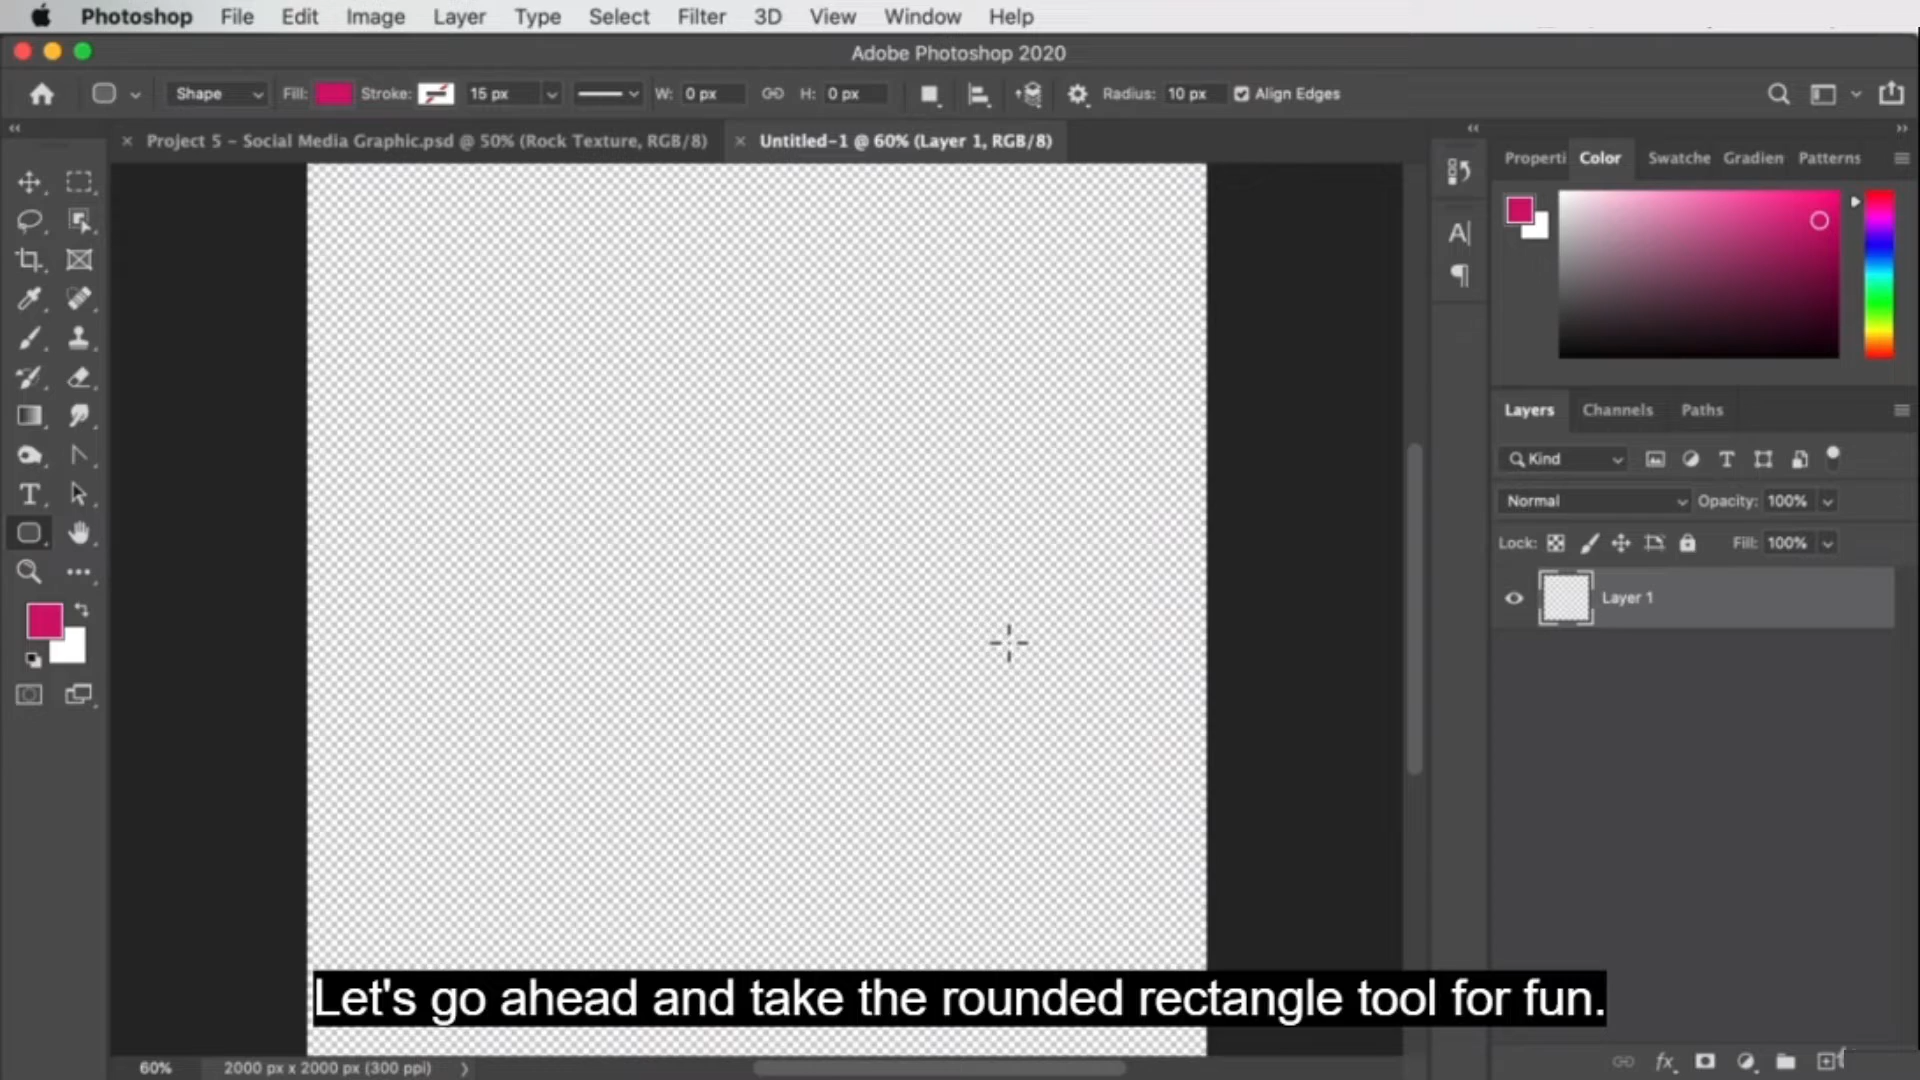 Photoshop File Edit Image Layer Type Select Filter 3D View Window Help
Adobe Photoshop 2020
Shape Fill: Stroke: 15 px W: 0 px H: 0 px Radius: 10 px Align Edges
Project 5 - Social Media Graphic.psd @ 50% (Rock Texture, RGB/8) Untitled-1 @ 60% (Layer 1, RGB/8)
Properti Color Swatche Gradien Patterns
Layers Channels Paths
Kind
Normal Opacity: 100%
Lock: Fill: 100%
Layer 1
Let's go ahead and take the rounded rectangle tool for fun.
60% 2000 px x 2000 px (300 ppi)